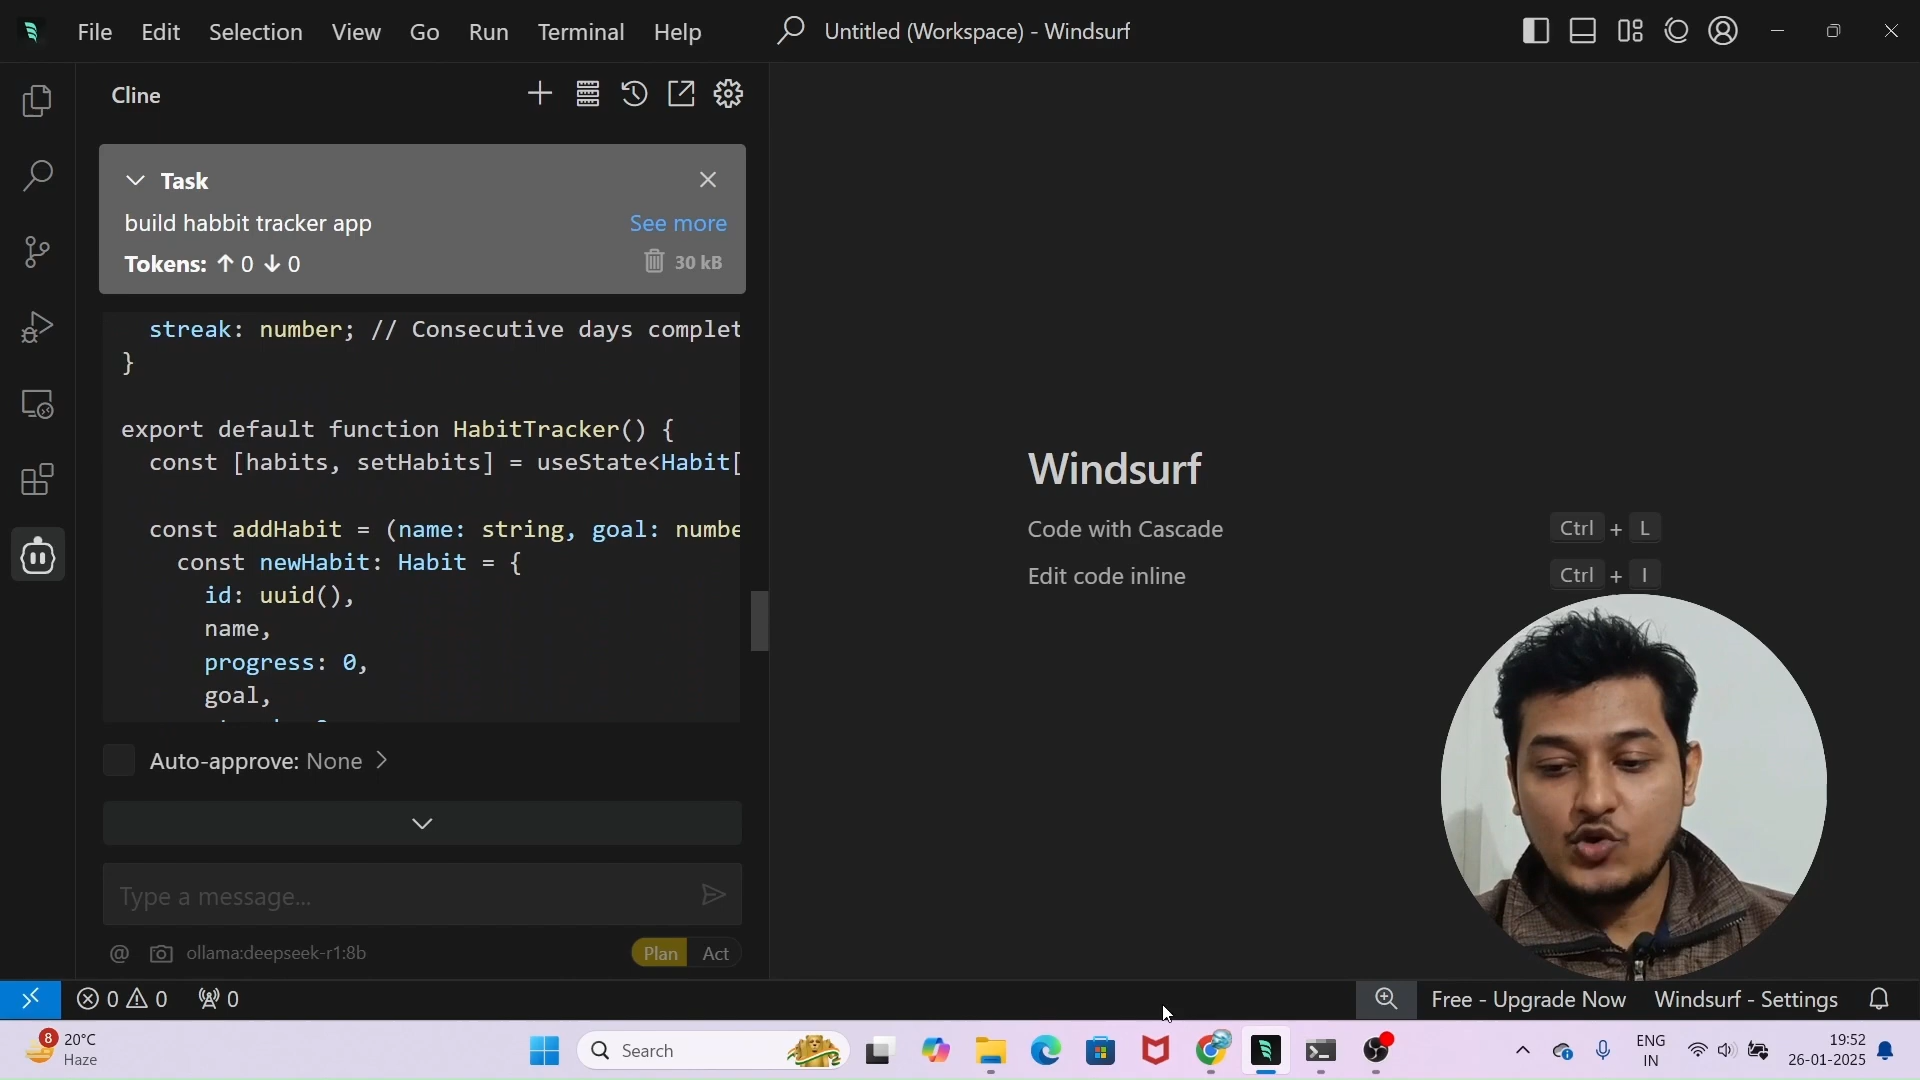 File Edit Selection View Go Run Terminal Help
Untitled (Workspace) - Windsurf
Cline
Task
build habbit tracker app See more
Tokens: ↑ 0 ↓ 0 30 kB
streak: number; // Consecutive days complet
}
export default function HabitTracker() {
const [habits, setHabits] = useState<Habit[
const addHabit = (name: string, goal: numbe
const newHabit: Habit = {
id: uuid(),
name,
progress: 0,
goal,
Auto-approve: None >
Type a message...
@ ollama:deepseek-r1:8b Plan Act
Windsurf
Code with Cascade Ctrl + L
Edit code inline Ctrl + I
0 0 0
Free - Upgrade Now Windsurf - Settings
8 20°C
Haze
Search
ENG
IN
19:52
26-01-2025